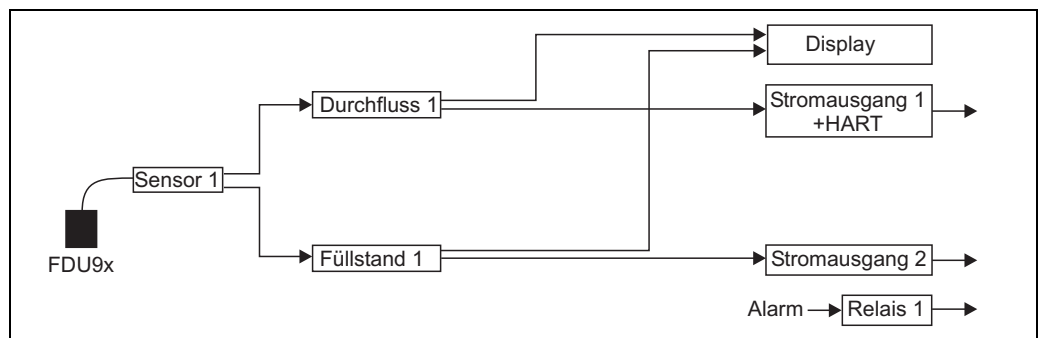 Display
Durchfluss 1
Stromausgang 1
+HART
Sensor 1
FDU9x
Füllstand 1
Stromausgang 2
Alarm
Relais 1